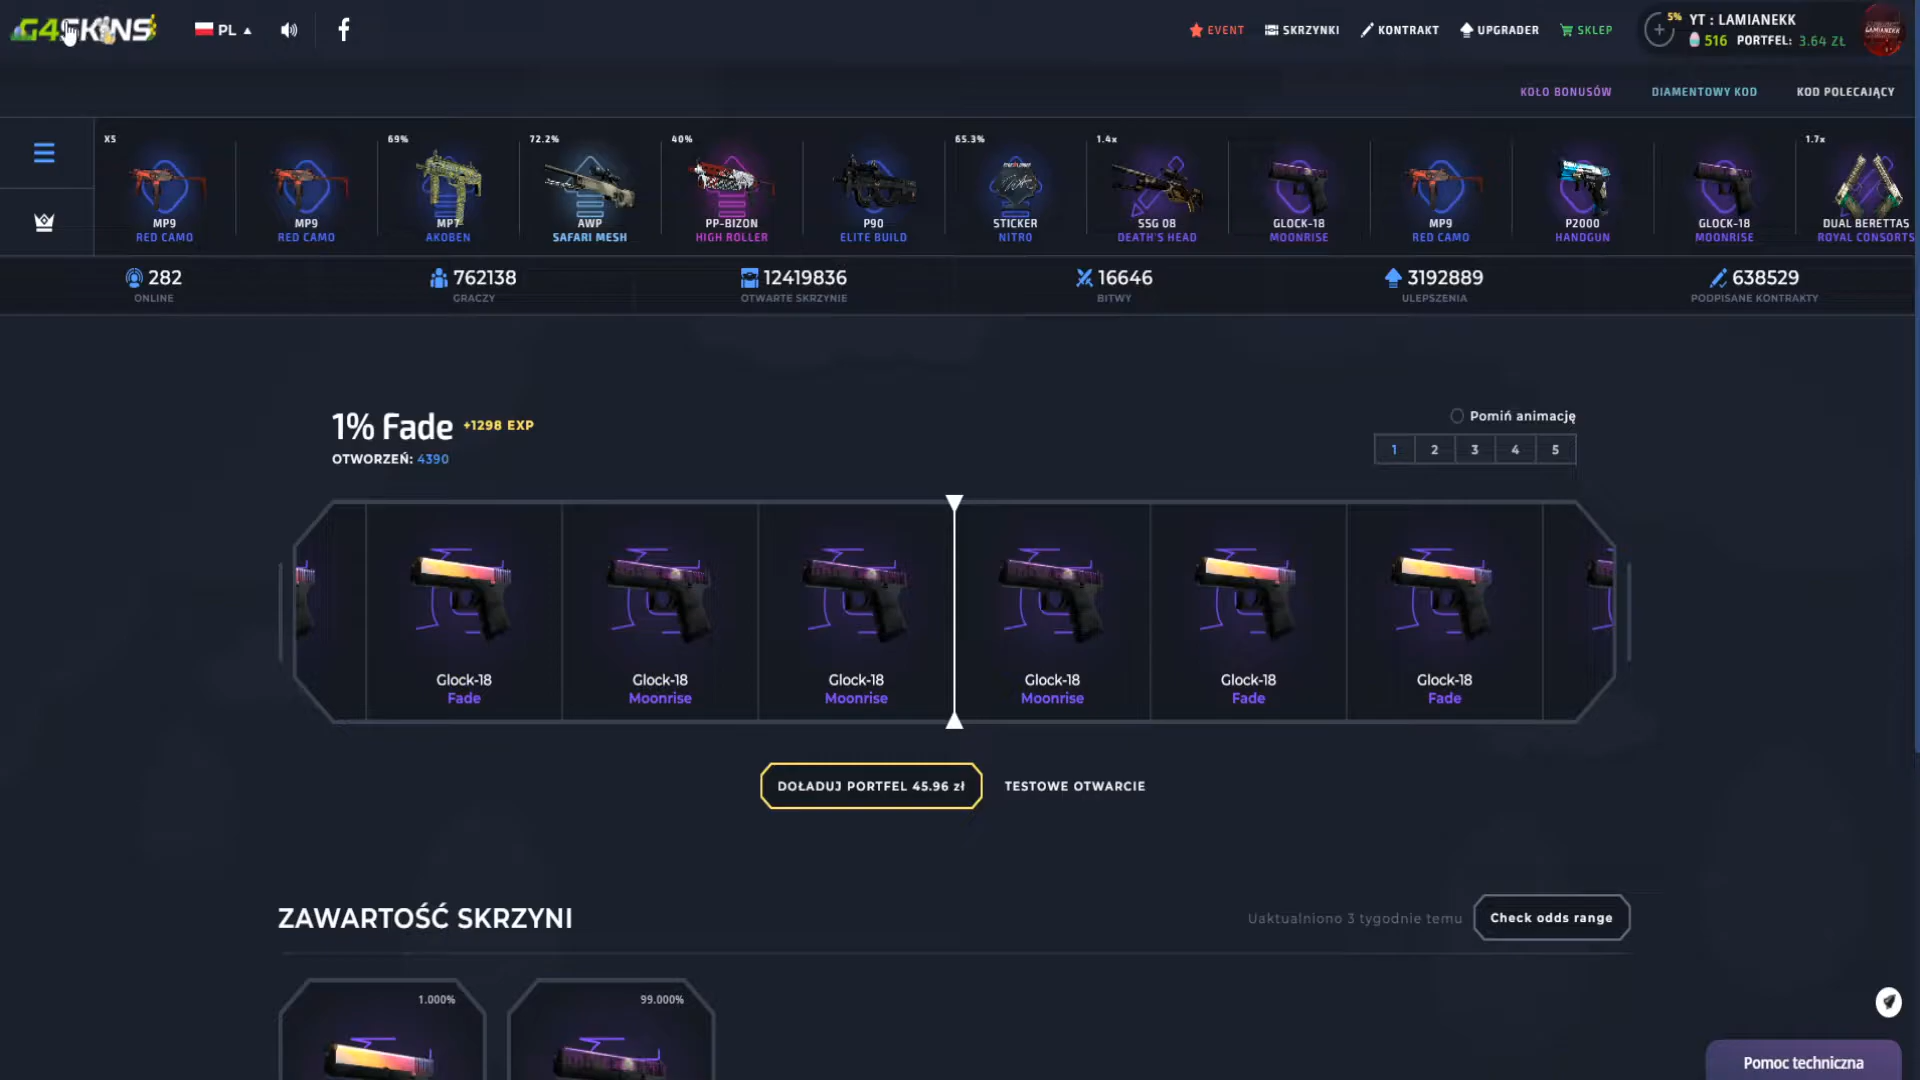 G4SKINS
PL
EVENT
SKRZYNKI
KONTRAKT
UPGRADER
SKLEP
5%
YT : LAMIANEKK
516 PORTFEL: 3.64 ZŁ
KOŁO BONUSÓW
DIAMENTOWY KOD
KOD POLECAJĄCY
X5
MP9
RED CAMO
MP9
RED CAMO
69%
MP7
AKOBEN
72.2%
AWP
SAFARI MESH
40%
PP-BIZON
HIGH ROLLER
P90
ELITE BUILD
65.3%
STICKER
NITRO
1.4x
SSG 08
DEATH'S HEAD
GLOCK-18
MOONRISE
MP9
RED CAMO
P2000
HANDGUN
GLOCK-18
MOONRISE
1.7x
DUAL BERETTAS
ROYAL CONSORTS
282
ONLINE
762138
GRACZY
12419836
OTWARTE SKRZYNIE
16646
BITWY
3192889
ULEPSZENIA
638529
PODPISANE KONTRAKTY
1% Fade +1298 EXP
OTWORZEŃ: 4390
Pomiń animację
1 2 3 4 5
Glock-18
Fade
Glock-18
Moonrise
Glock-18
Moonrise
Glock-18
Moonrise
Glock-18
Fade
Glock-18
Fade
DOŁADUJ PORTFEL 45.96 zł
TESTOWE OTWARCIE
ZAWARTOŚĆ SKRZYNI
Uaktualniono 3 tygodnie temu
Check odds range
1.000%
99.000%
Pomoc techniczna